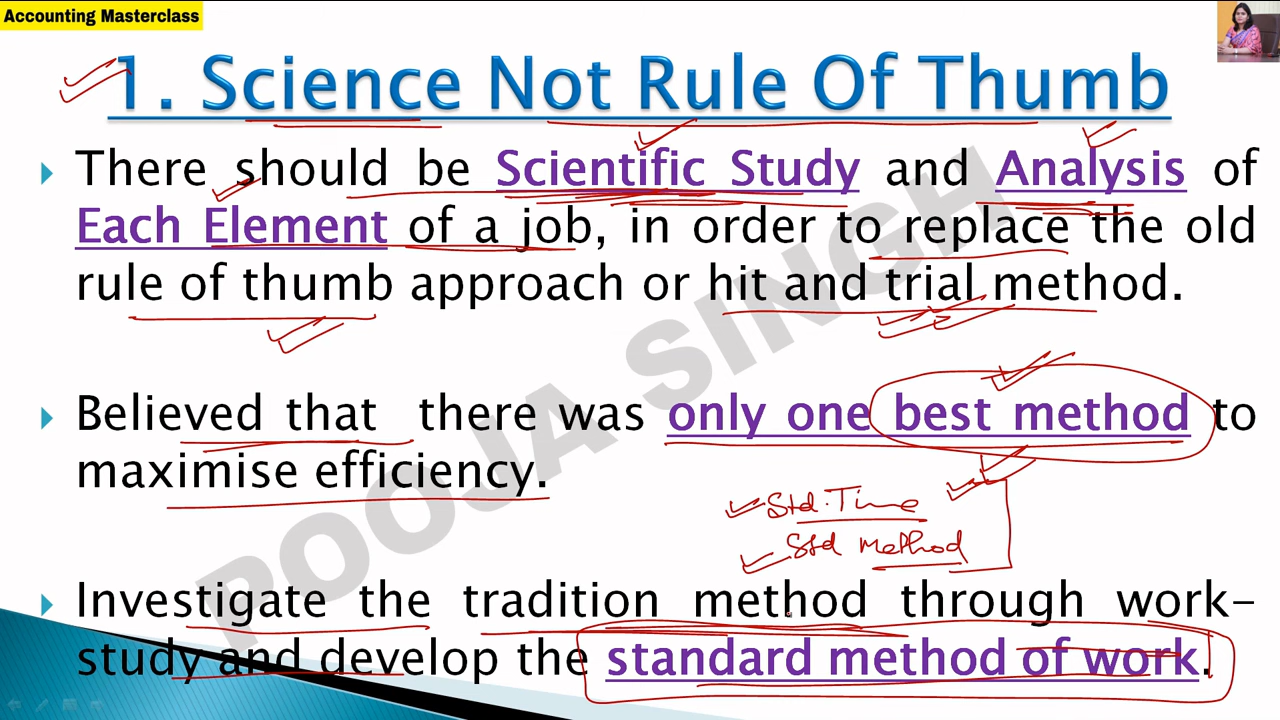 Accounting Masterclass
1. Science Not Rule Of Thumb
There should be Scientific Study and Analysis of
Each Element of a job, in order to replace the old
rule of thumb approach or hit and trial method.
Believed that there was only one best method to
maximise efficiency.
Std. Time
Std Method
Investigate the tradition method through work-
study and develop the standard method of work.
POOJA SINGH